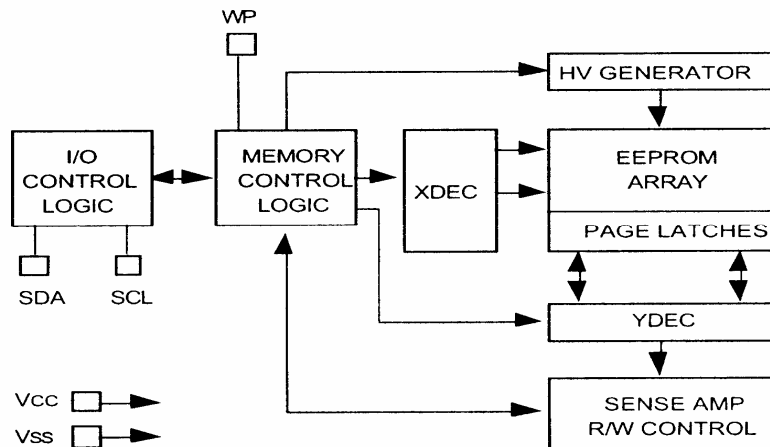 WP
HV GENERATOR
I/O
CONTROL
LOGIC
MEMORY
CONTROL
LOGIC
XDEC
EEPROM
ARRAY
PAGE LATCHES
SDA
SCL
YDEC
VCC
VSS
SENSE AMP
R/W CONTROL